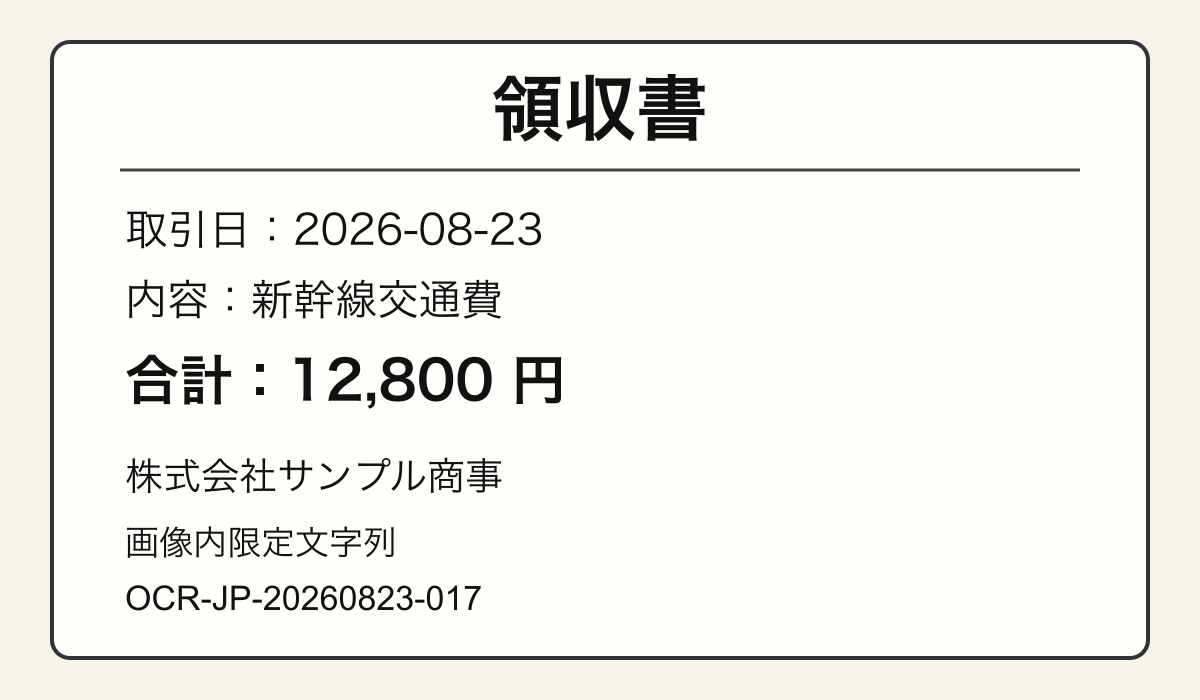 領収書
取引日：2026-08-23
内容：新幹線交通費
合計：12,800 円
株式会社サンプル商事
画像内限定文字列
OCR-JP-20260823-017